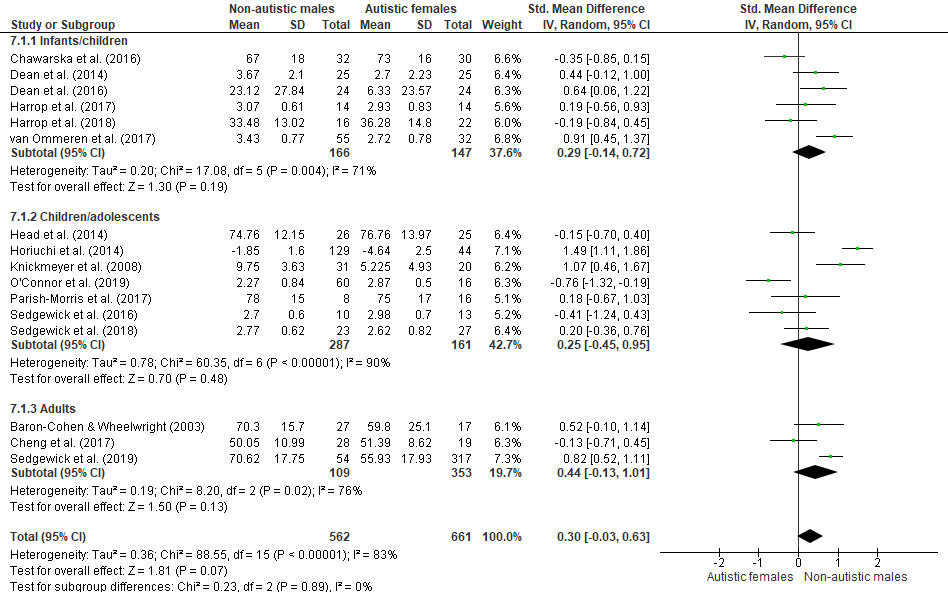 Non-autistic males Autistic females Std. Mean Difference Std. Mean Difference
Study or Subgroup Mean SD Total Mean SD Total Weight IV, Random, 95% CI IV, Random, 95% CI
7.1.1 Infants/children
Chawarska et al. (2016) 67 18 32 73 16 30 6.6% -0.35 [-0.85, 0.15]
Dean et al. (2014) 3.67 2.1 25 2.7 2.23 25 6.4% 0.44 [-0.12, 1.00]
Dean et al. (2016) 23.12 27.84 24 6.33 23.57 24 6.3% 0.64 [0.06, 1.22]
Harrop et al. (2017) 3.07 0.61 14 2.93 0.83 14 5.5% 0.19 [-0.56, 0.93]
Harrop et al. (2018) 33.48 13.02 16 36.28 14.8 22 6.0% -0.19 [-0.84, 0.45]
van Ommeren et al. (2017) 3.43 0.77 55 2.72 0.78 32 6.8% 0.91 [0.45, 1.37]
Subtotal (95% CI) 166 147 37.6% 0.29 [-0.14, 0.72]
Heterogeneity: Tau² = 0.20; Chi² = 17.08, df = 5 (P = 0.004); I² = 71%
Test for overall effect: Z = 1.30 (P = 0.19)
7.1.2 Children/adolescents
Head et al. (2014) 74.76 12.15 26 76.76 13.97 25 6.4% -0.15 [-0.70, 0.40]
Horiuchi et al. (2014) -1.85 1.6 129 -4.64 2.5 44 7.1% 1.49 [1.11, 1.86]
Knickmeyer et al. (2008) 9.75 3.63 31 5.225 4.93 20 6.2% 1.07 [0.46, 1.67]
O'Connor et al. (2019) 2.27 0.84 60 2.87 0.5 16 6.3% -0.76 [-1.32, -0.19]
Parish-Morris et al. (2017) 78 15 8 75 17 16 5.0% 0.18 [-0.67, 1.03]
Sedgewick et al. (2016) 2.7 0.6 10 2.98 0.7 13 5.2% -0.41 [-1.24, 0.43]
Sedgewick et al. (2018) 2.77 0.62 23 2.62 0.82 27 6.4% 0.20 [-0.36, 0.76]
Subtotal (95% CI) 287 161 42.7% 0.25 [-0.45, 0.95]
Heterogeneity: Tau² = 0.78; Chi² = 60.35, df = 6 (P < 0.00001); I² = 90%
Test for overall effect: Z = 0.70 (P = 0.48)
7.1.3 Adults
Baron-Cohen & Wheelwright (2003) 70.3 15.7 27 59.8 25.1 17 6.1% 0.52 [-0.10, 1.14]
Cheng et al. (2017) 50.05 10.99 28 51.39 8.62 19 6.3% -0.13 [-0.71, 0.45]
Sedgewick et al. (2019) 70.62 17.75 54 55.93 17.93 317 7.3% 0.82 [0.52, 1.11]
Subtotal (95% CI) 109 353 19.7% 0.44 [-0.13, 1.01]
Heterogeneity: Tau² = 0.19; Chi² = 8.20, df = 2 (P = 0.02); I² = 76%
Test for overall effect: Z = 1.50 (P = 0.13)
Total (95% CI) 562 661 100.0% 0.30 [-0.03, 0.63]
Heterogeneity: Tau² = 0.36; Chi² = 88.55, df = 15 (P < 0.00001); I² = 83%
Test for overall effect: Z = 1.81 (P = 0.07)
Test for subgroup differences: Chi² = 0.23, df = 2 (P = 0.89), I² = 0%
-2 -1 0 1 2
Autistic females Non-autistic males